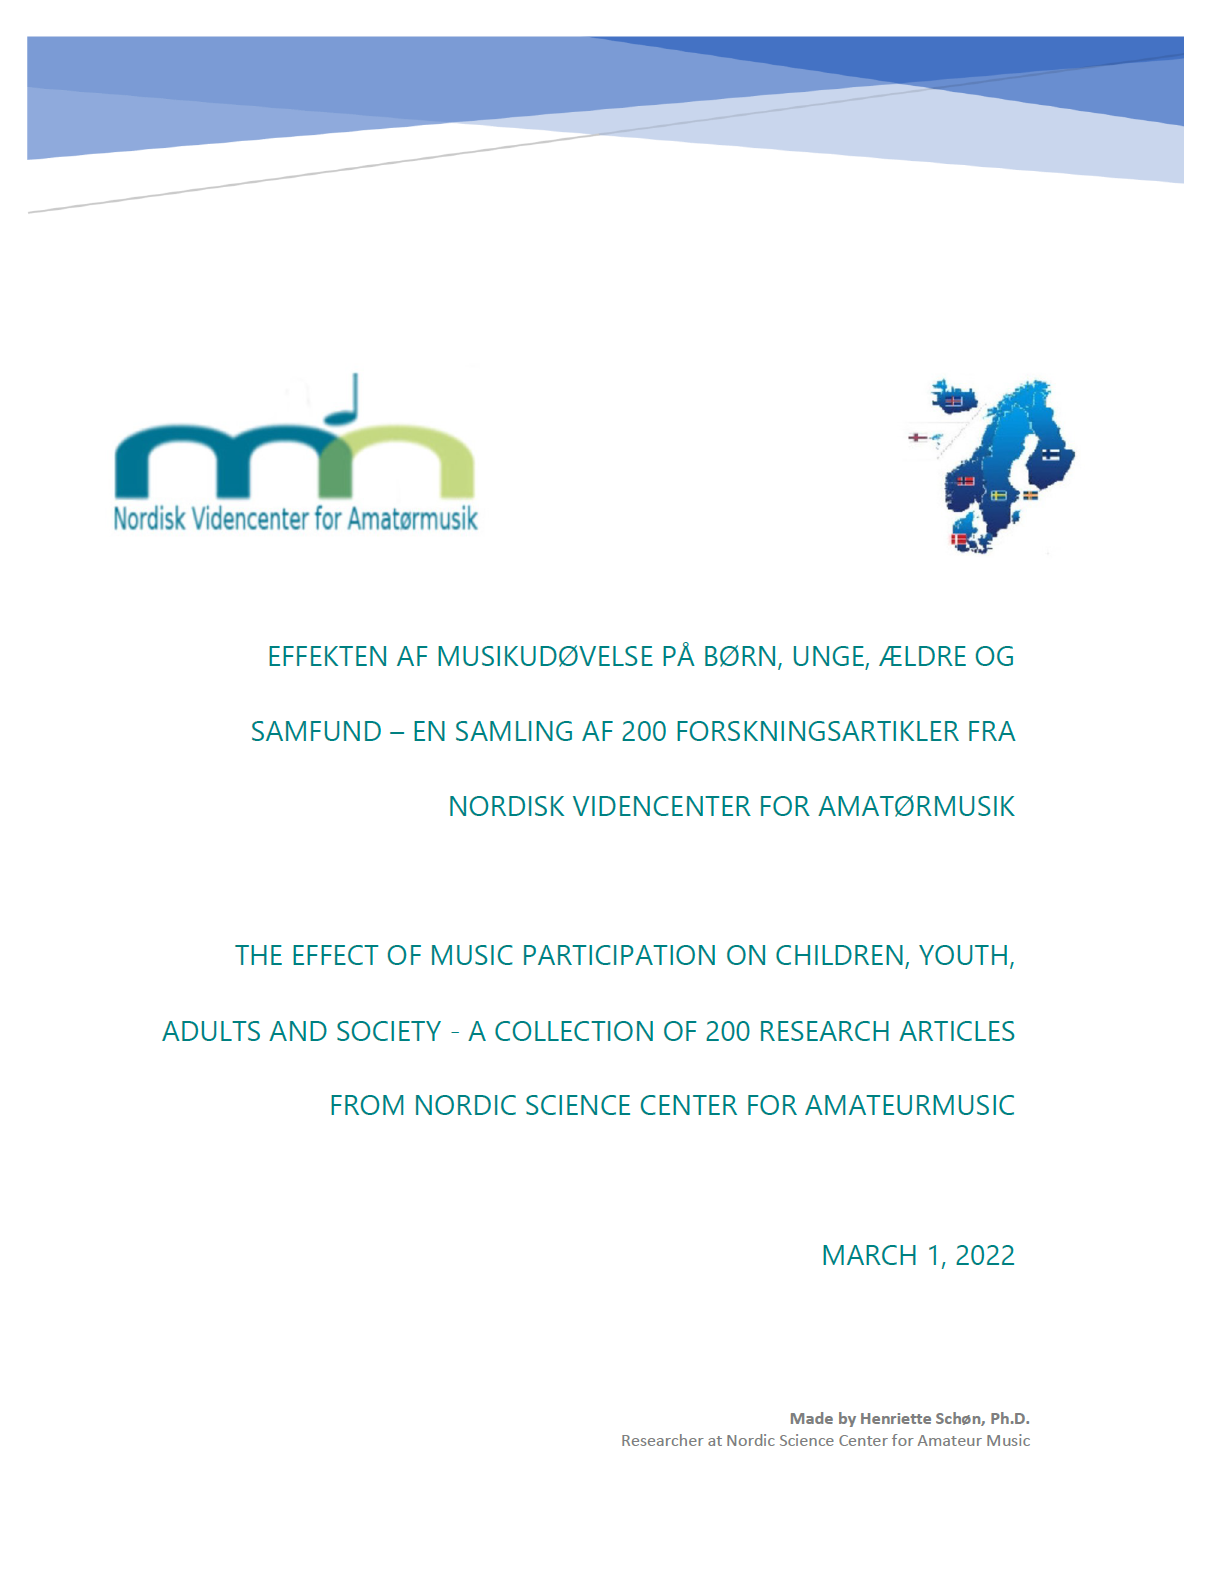 Nordisk Videncenter for Amatørmusik
EFFEKTEN AF MUSIKUDØVELSE PÅ BØRN, UNGE, ÆLDRE OG
SAMFUND – EN SAMLING AF 200 FORSKNINGSARTIKLER FRA
NORDISK VIDENCENTER FOR AMATØRMUSIK
THE EFFECT OF MUSIC PARTICIPATION ON CHILDREN, YOUTH,
ADULTS AND SOCIETY - A COLLECTION OF 200 RESEARCH ARTICLES
FROM NORDIC SCIENCE CENTER FOR AMATEURMUSIC
MARCH 1, 2022
Made by Henriette Schøn, Ph.D.
Researcher at Nordic Science Center for Amateur Music